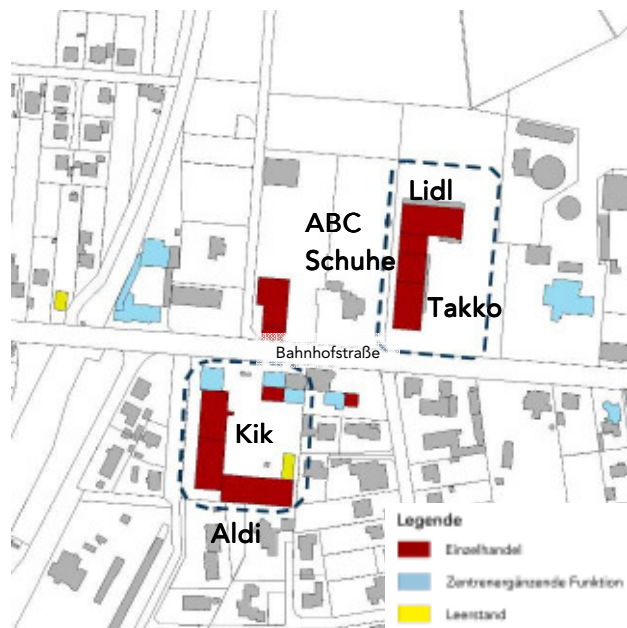 Lidl
ABC
Schuhe
Takko
Bahnhofstraße
Kik
Aldi
Legende
Einzelhandel
Zentrenergänzende Funktion
Leerstand